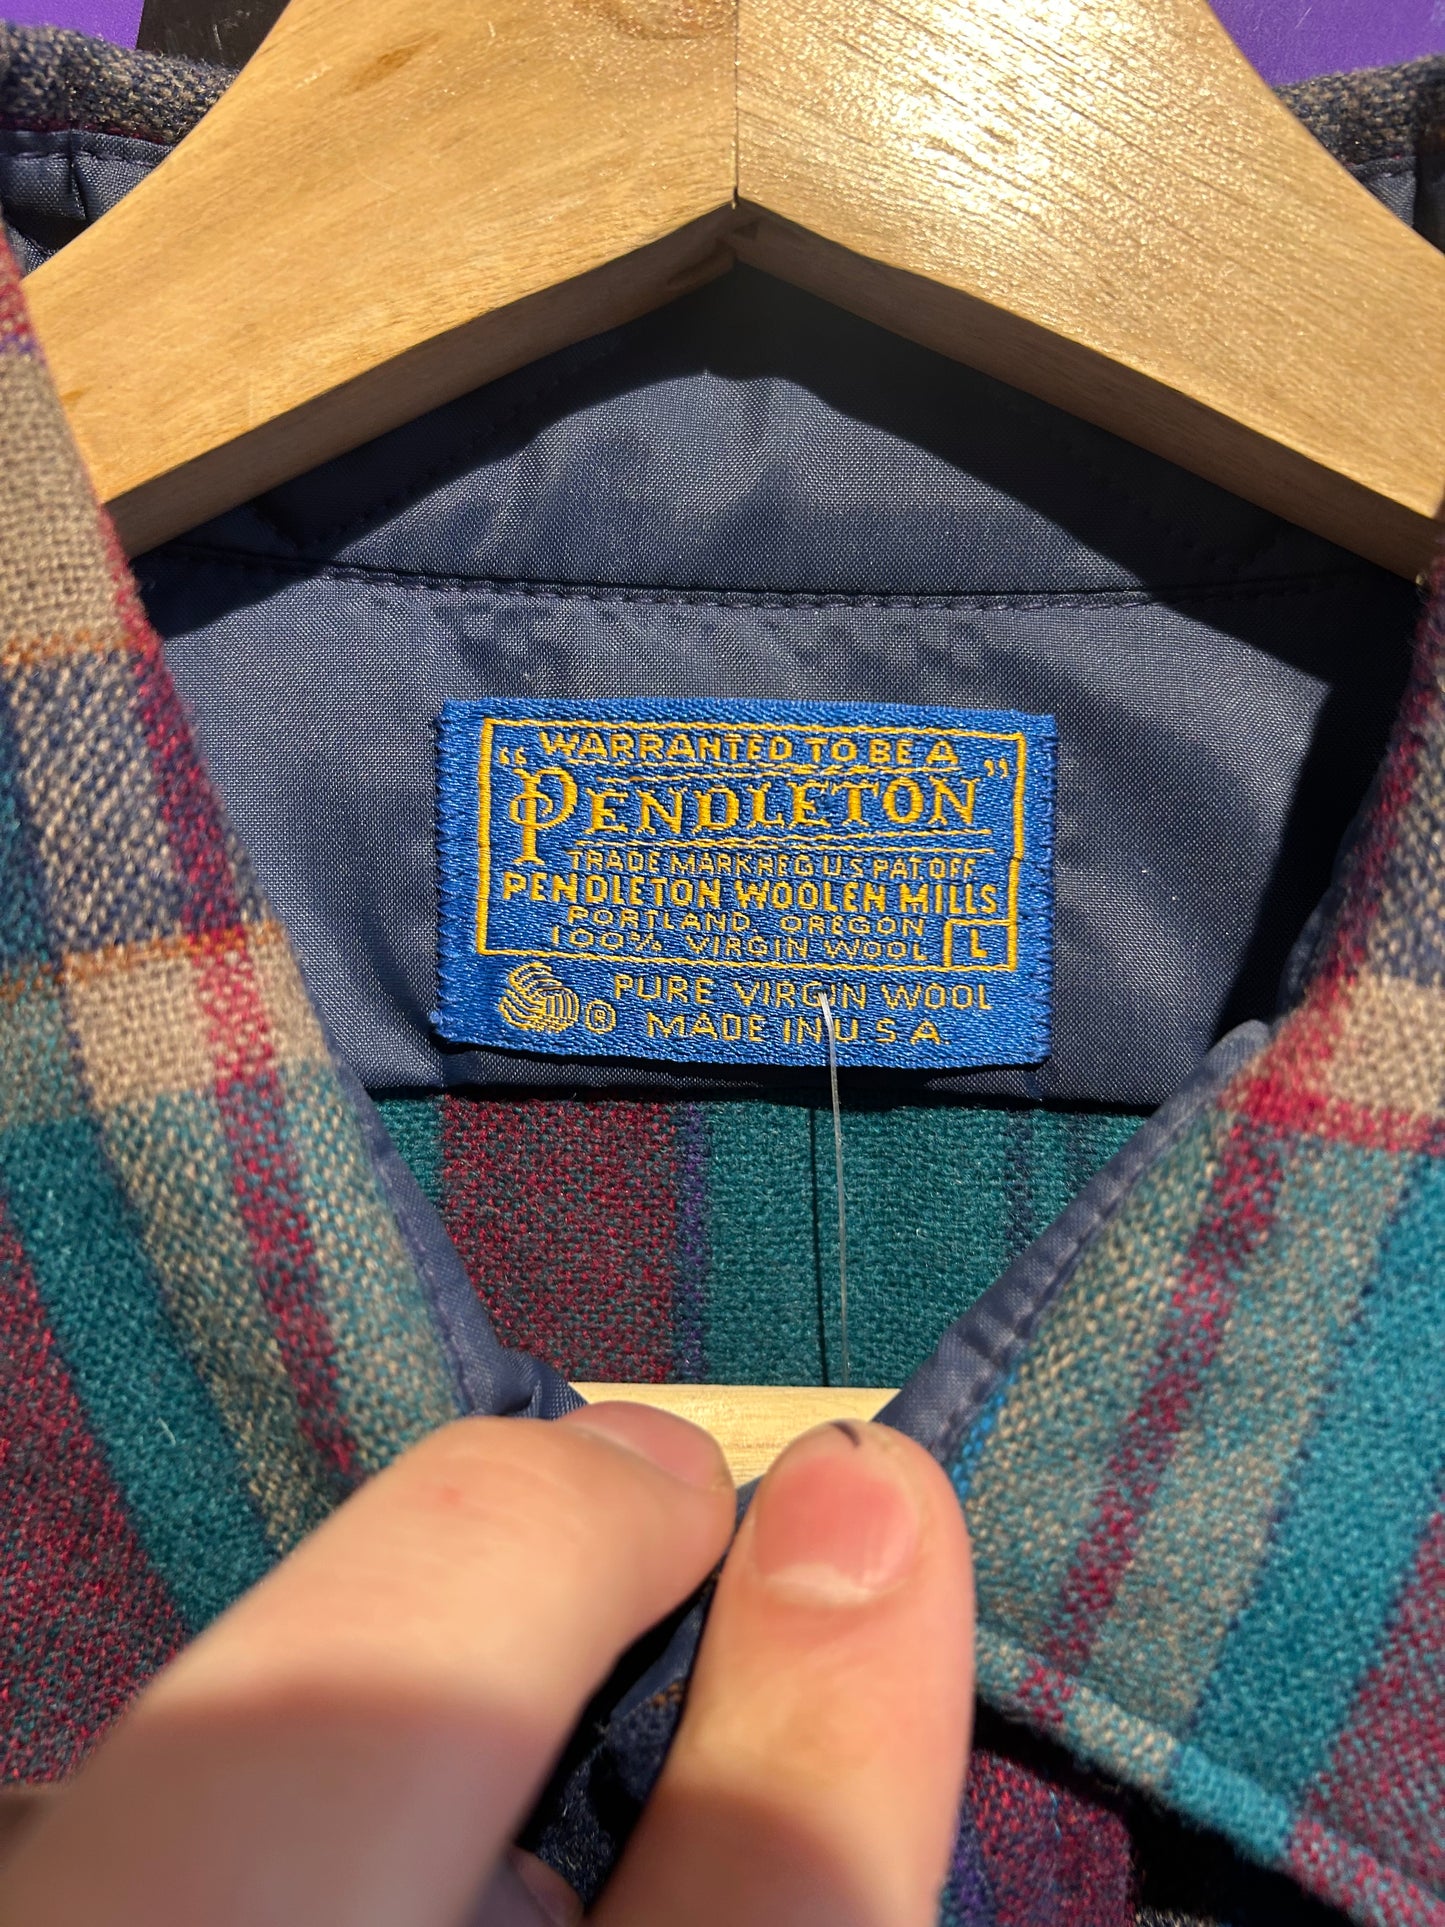 "WARRANTED TO BE A
PENDLETON"
TRADE MARK REG U S PAT OFF
PENDLETON WOOLEN MILLS
PORTLAND, OREGON
100% VIRGIN WOOL L
PURE VIRGIN WOOL
® MADE IN U S A.